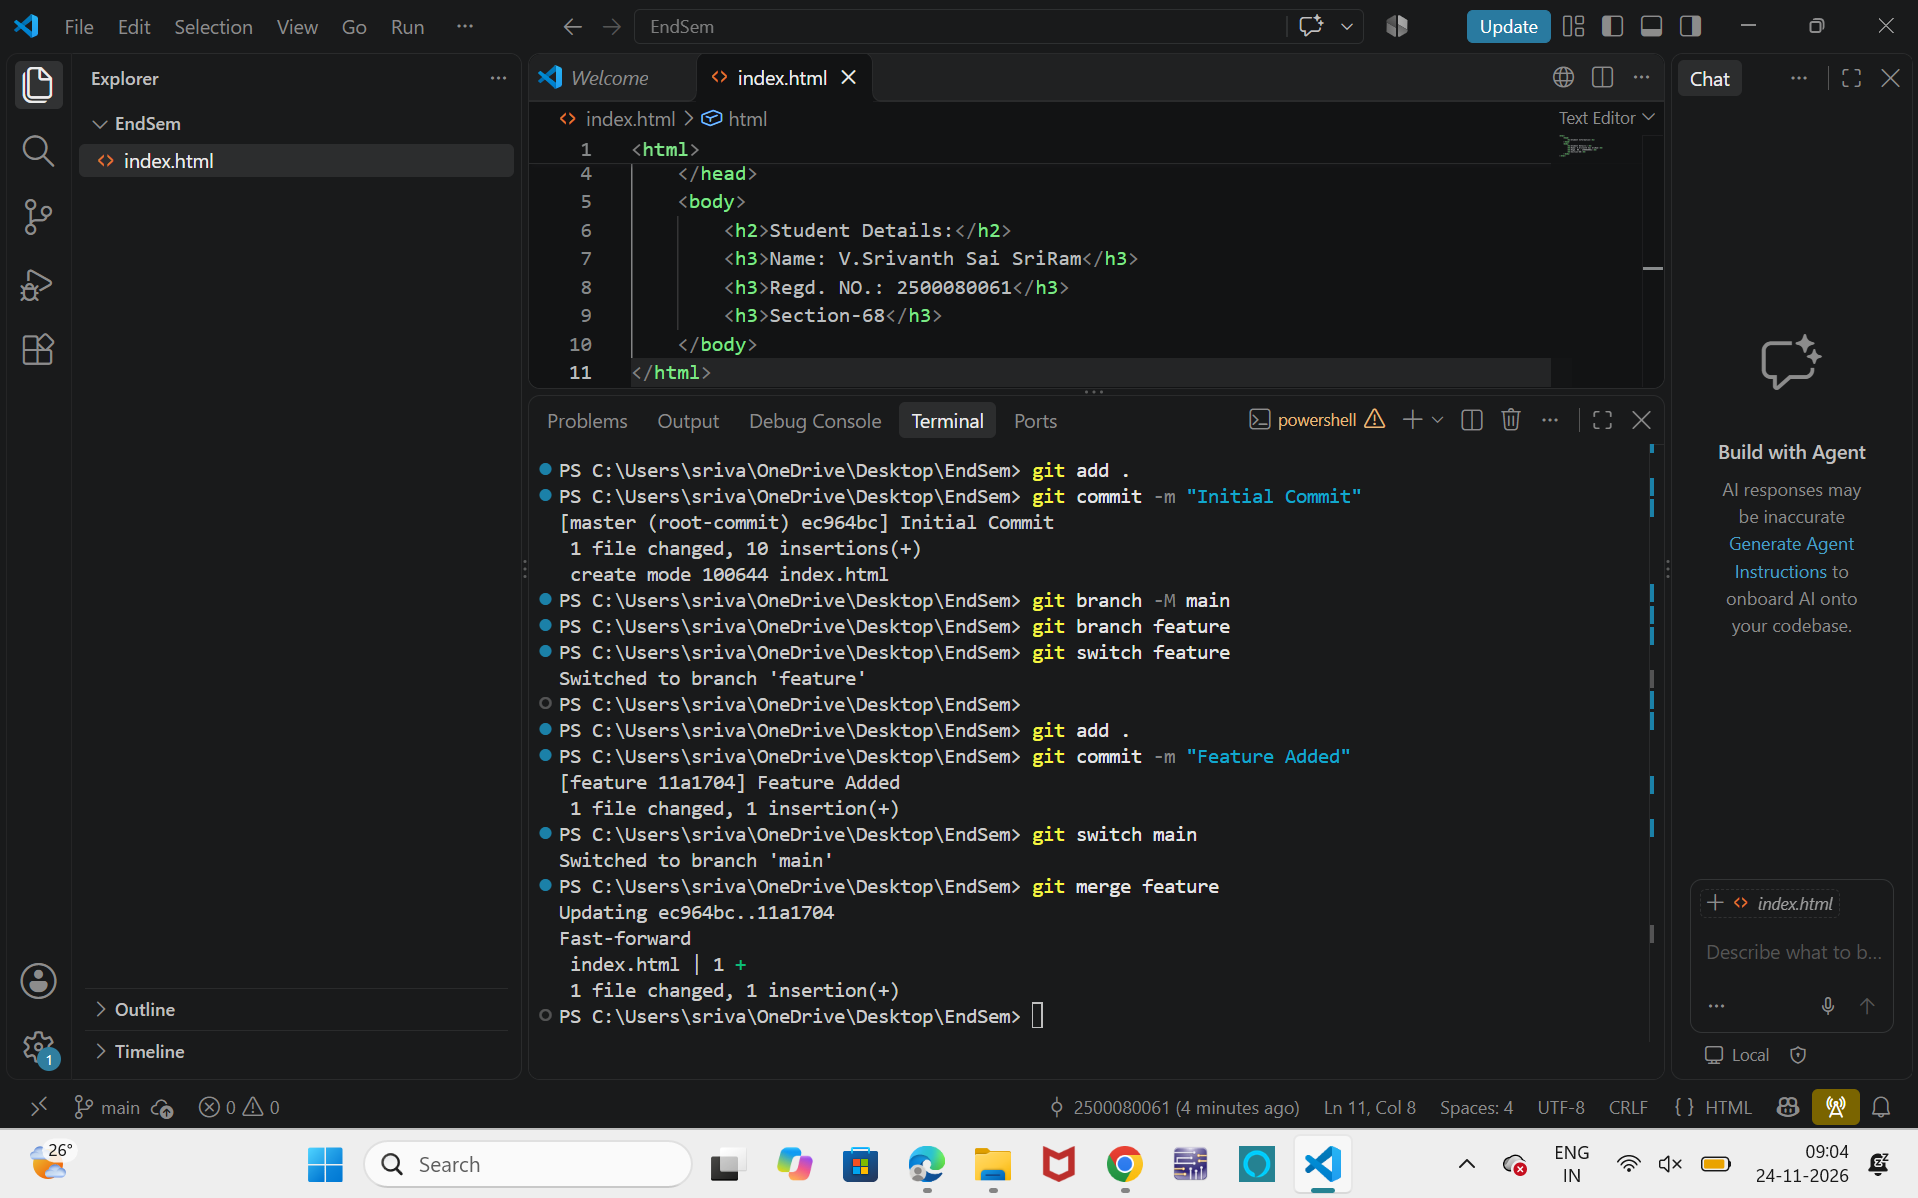 File Edit Selection View Go Run ··· EndSem Update
Explorer ···
EndSem
index.html
Outline
Timeline
Welcome index.html
index.html > html Text Editor
1 <html>
4 </head>
5 <body>
6 <h2>Student Details:</h2>
7 <h3>Name: V.Srivanth Sai SriRam</h3>
8 <h3>Regd. NO.: 2500080061</h3>
9 <h3>Section-68</h3>
10 </body>
11 </html>
Problems Output Debug Console Terminal Ports powershell
PS C:\Users\sriva\OneDrive\Desktop\EndSem> git add .
PS C:\Users\sriva\OneDrive\Desktop\EndSem> git commit -m "Initial Commit"
[master (root-commit) ec964bc] Initial Commit
1 file changed, 10 insertions(+)
create mode 100644 index.html
PS C:\Users\sriva\OneDrive\Desktop\EndSem> git branch -M main
PS C:\Users\sriva\OneDrive\Desktop\EndSem> git branch feature
PS C:\Users\sriva\OneDrive\Desktop\EndSem> git switch feature
Switched to branch 'feature'
PS C:\Users\sriva\OneDrive\Desktop\EndSem>
PS C:\Users\sriva\OneDrive\Desktop\EndSem> git add .
PS C:\Users\sriva\OneDrive\Desktop\EndSem> git commit -m "Feature Added"
[feature 11a1704] Feature Added
1 file changed, 1 insertion(+)
PS C:\Users\sriva\OneDrive\Desktop\EndSem> git switch main
Switched to branch 'main'
PS C:\Users\sriva\OneDrive\Desktop\EndSem> git merge feature
Updating ec964bc..11a1704
Fast-forward
index.html | 1 +
1 file changed, 1 insertion(+)
PS C:\Users\sriva\OneDrive\Desktop\EndSem>
Chat ···
Build with Agent
AI responses may
be inaccurate
Generate Agent
Instructions to
onboard AI onto
your codebase.
index.html
Describe what to b...
···
Local
1
main 0 0 2500080061 (4 minutes ago) Ln 11, Col 8 Spaces: 4 UTF-8 CRLF { } HTML
26° Search ENG
IN
09:04
24-11-2026